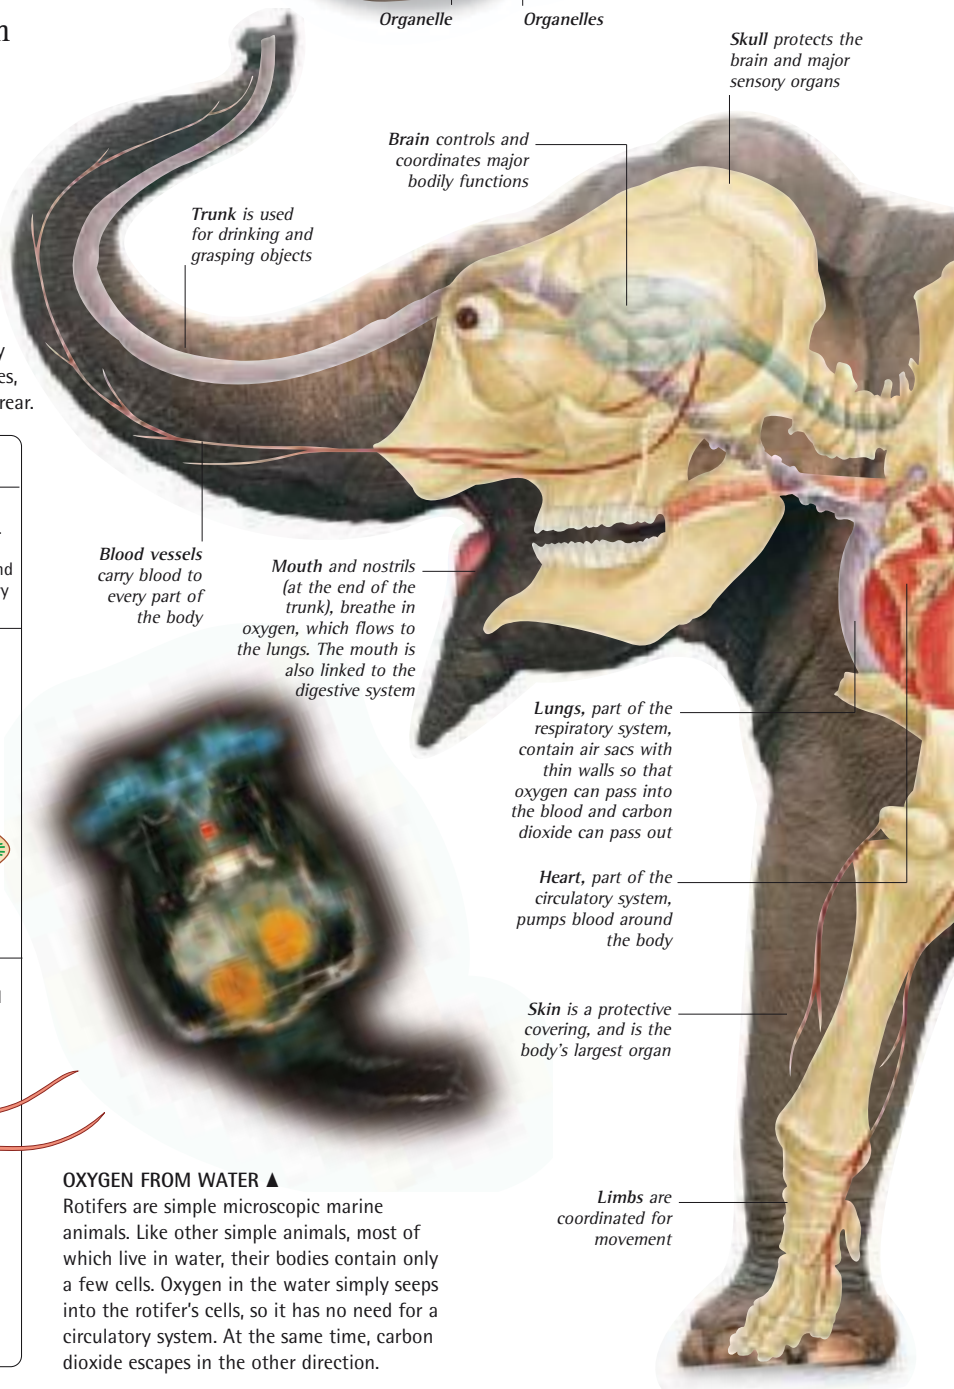 n
Organelle
Organelles
Skull protects the
brain and major
sensory organs
Brain controls and
coordinates major
bodily functions
Trunk is used
for drinking and
grasping objects
y
es,
rear.
nd
y
Blood vessels
carry blood to
every part of
the body
Mouth and nostrils
(at the end of the
trunk), breathe in
oxygen, which flows to
the lungs. The mouth is
also linked to the
digestive system
Lungs, part of the
respiratory system,
contain air sacs with
thin walls so that
oxygen can pass into
the blood and carbon
dioxide can pass out
Heart, part of the
circulatory system,
pumps blood around
the body
Skin is a protective
covering, and is the
body's largest organ
Limbs are
coordinated for
movement
OXYGEN FROM WATER ▲
Rotifers are simple microscopic marine
animals. Like other simple animals, most of
which live in water, their bodies contain only
a few cells. Oxygen in the water simply seeps
into the rotifer's cells, so it has no need for a
circulatory system. At the same time, carbon
dioxide escapes in the other direction.